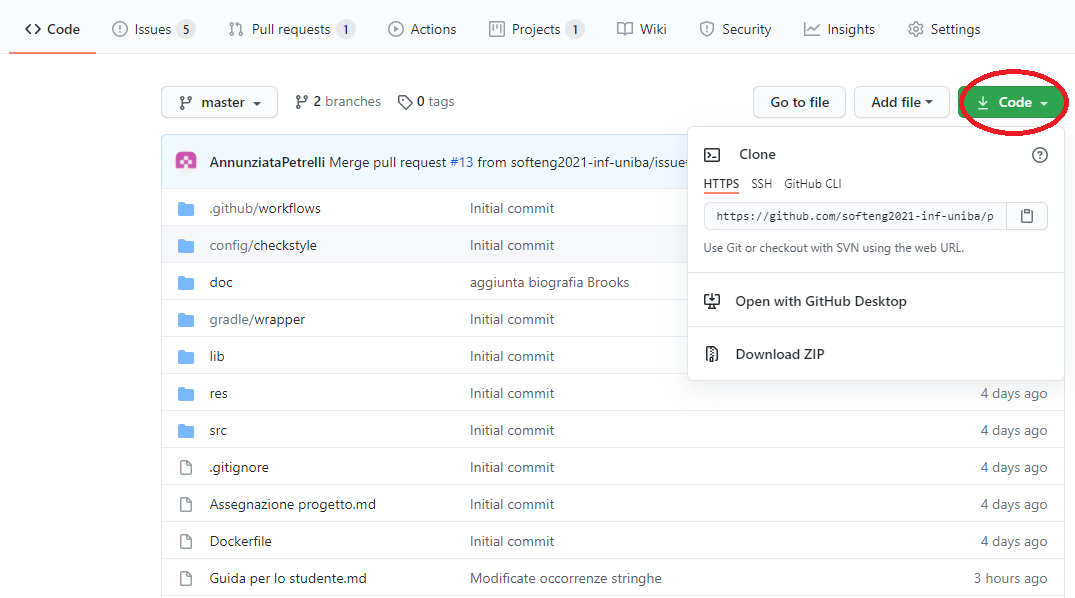 Code Issues 5 Pull requests 1 Actions Projects 1 Wiki Security Insights Settings
master 2 branches 0 tags Go to file Add file Code
AnnunziataPetrelli Merge pull request #13 from softeng2021-inf-uniba/issue
Clone
HTTPS SSH GitHub CLI
https://github.com/softeng2021-inf-uniba/p
Use Git or checkout with SVN using the web URL.
Open with GitHub Desktop
Download ZIP
.github/workflows Initial commit
config/checkstyle Initial commit
doc aggiunta biografia Brooks
gradle/wrapper Initial commit
lib Initial commit
res Initial commit 4 days ago
src Initial commit 4 days ago
.gitignore Initial commit 4 days ago
Assegnazione progetto.md Initial commit 4 days ago
Dockerfile Initial commit 4 days ago
Guida per lo studente.md Modificate occorrenze stringhe 3 hours ago